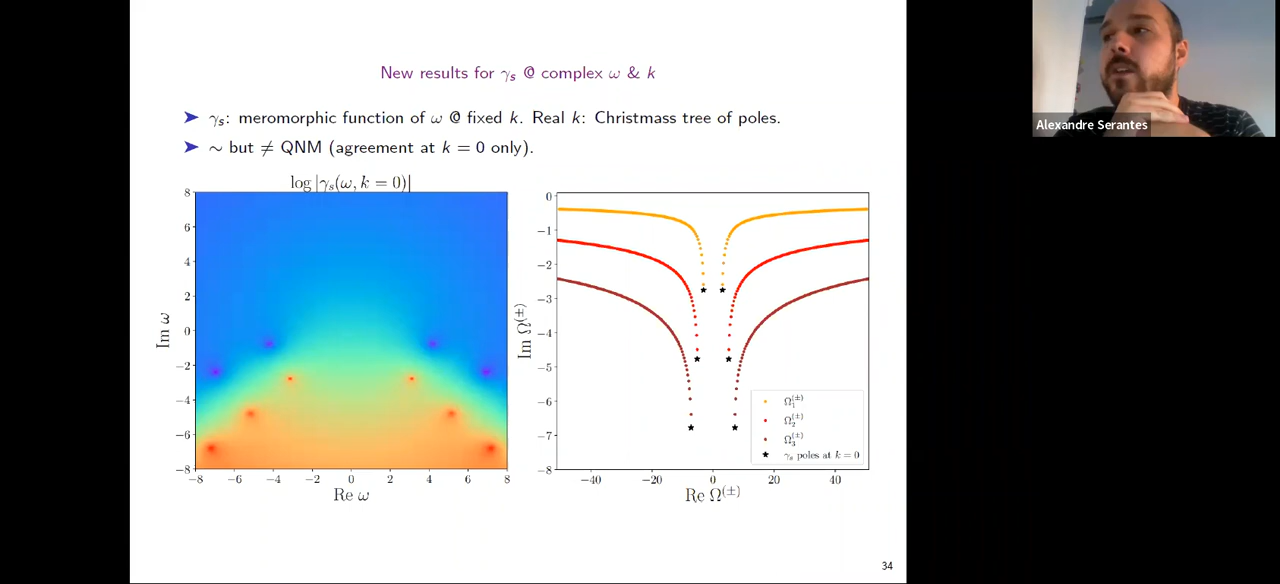 New results for γₛ @ complex ω & k
➤ γₛ: meromorphic function of ω @ fixed k. Real k: Christmass tree of poles.
➤ ∼ but ≠ QNM (agreement at k = 0 only).
log |γₛ(ω, k = 0)|
8
6
4
2
0
−2
−4
−6
−8
Im ω
−8 −6 −4 −2 0 2 4 6 8
Re ω
0
−1
−2
−3
−4
−5
−6
−7
−8
Im Ω^(±)
−40 −20 0 20 40
Re Ω^(±)
Ω₁^(±)
Ω₂^(±)
Ω₃^(±)
γₛ poles at k = 0
34
Alexandre Serantes